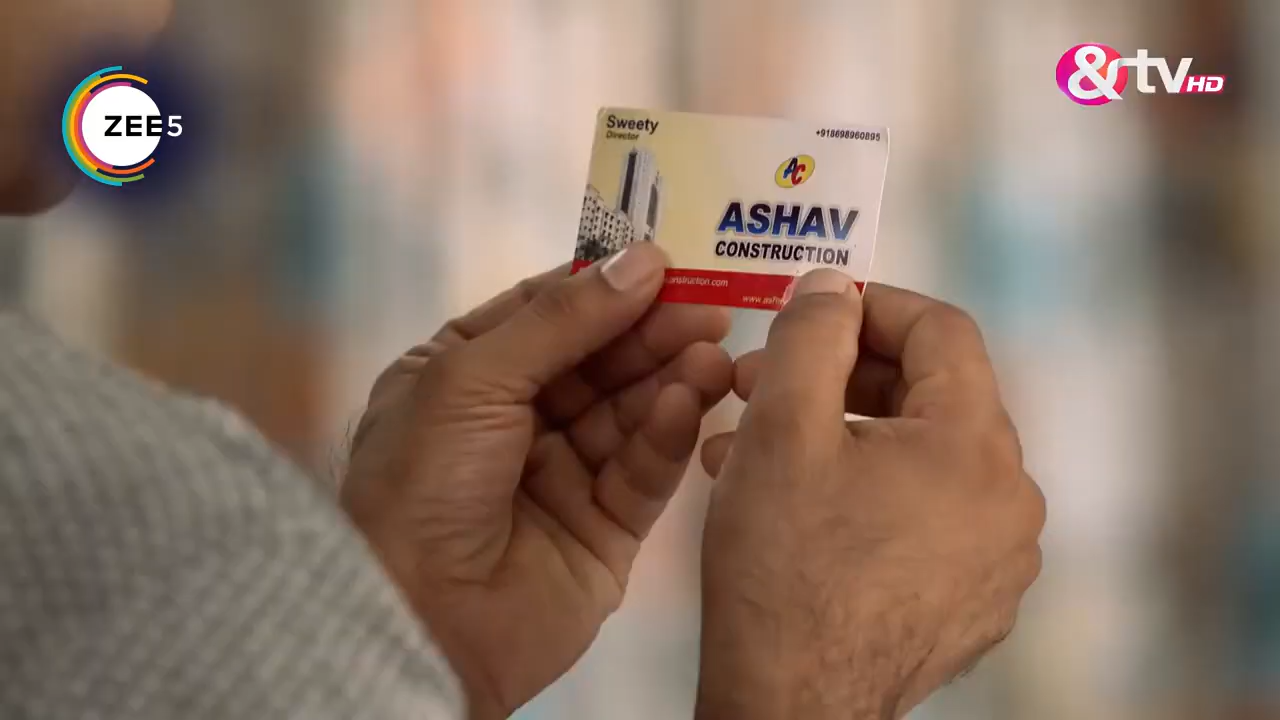 ZEE5
&tv HD
Sweety
Director
+918698960895
AC
ASHAV
CONSTRUCTION